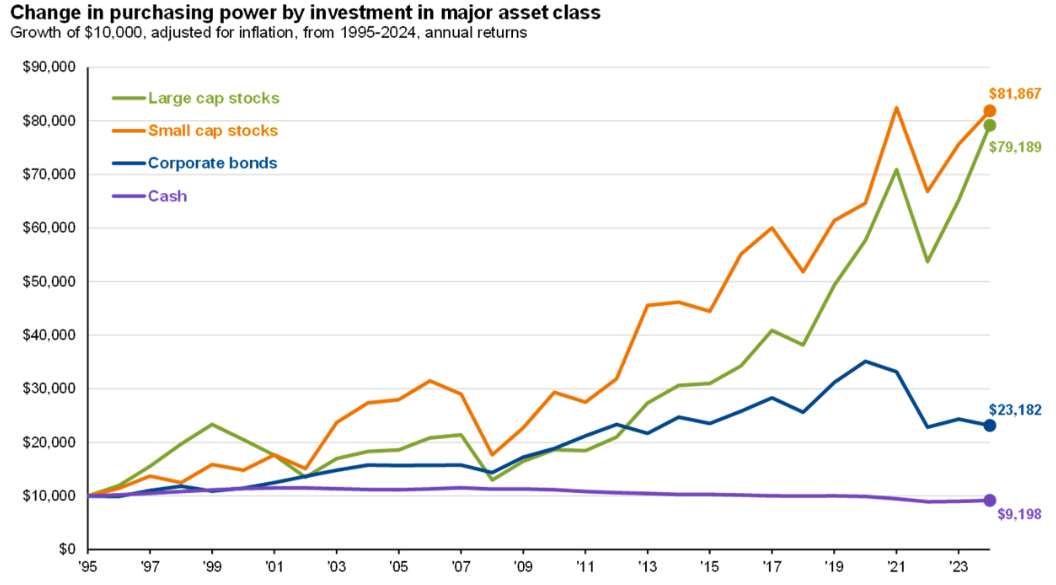 Change in purchasing power by investment in major asset class
Growth of $10,000, adjusted for inflation, from 1995-2024, annual returns
$90,000
$80,000
$70,000
$60,000
$50,000
$40,000
$30,000
$20,000
$10,000
$0
Large cap stocks
Small cap stocks
Corporate bonds
Cash
$81,867
$79,189
$23,182
$9,198
'95 '97 '99 '01 '03 '05 '07 '09 '11 '13 '15 '17 '19 '21 '23